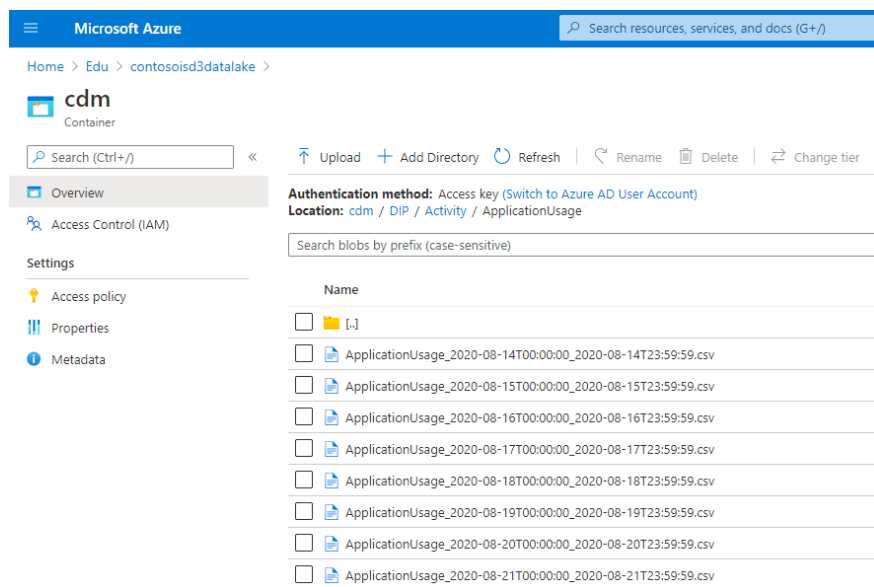 Microsoft Azure
Search resources, services, and docs (G+/)
Home > Edu > contosoisd3datalake >
cdm
Container
Search (Ctrl+/)
«
Upload
Add Directory
Refresh
Rename
Delete
Change tier
Overview
Access Control (IAM)
Settings
Access policy
Properties
Metadata
Authentication method: Access key (Switch to Azure AD User Account)
Location: cdm / DIP / Activity / ApplicationUsage
Search blobs by prefix (case-sensitive)
Name
[..]
ApplicationUsage_2020-08-14T00:00:00_2020-08-14T23:59:59.csv
ApplicationUsage_2020-08-15T00:00:00_2020-08-15T23:59:59.csv
ApplicationUsage_2020-08-16T00:00:00_2020-08-16T23:59:59.csv
ApplicationUsage_2020-08-17T00:00:00_2020-08-17T23:59:59.csv
ApplicationUsage_2020-08-18T00:00:00_2020-08-18T23:59:59.csv
ApplicationUsage_2020-08-19T00:00:00_2020-08-19T23:59:59.csv
ApplicationUsage_2020-08-20T00:00:00_2020-08-20T23:59:59.csv
ApplicationUsage_2020-08-21T00:00:00_2020-08-21T23:59:59.csv